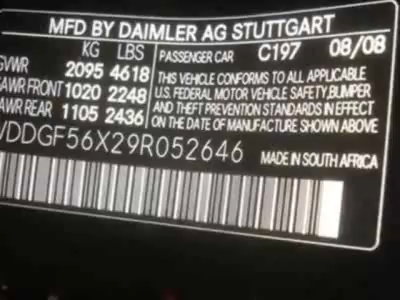 MFD BY DAIMLER AG STUTTGART
KG LBS
GVWR 2095 4618
GAWR FRONT 1020 2248
GAWR REAR 1105 2436
PASSENGER CAR C197 08/08
THIS VEHICLE CONFORMS TO ALL APPLICABLE
U.S. FEDERAL MOTOR VEHICLE SAFETY, BUMPER
AND THEFT PREVENTION STANDARDS IN EFFECT
ON THE DATE OF MANUFACTURE SHOWN ABOVE.
VDDGF56X29R052646
MADE IN SOUTH AFRICA